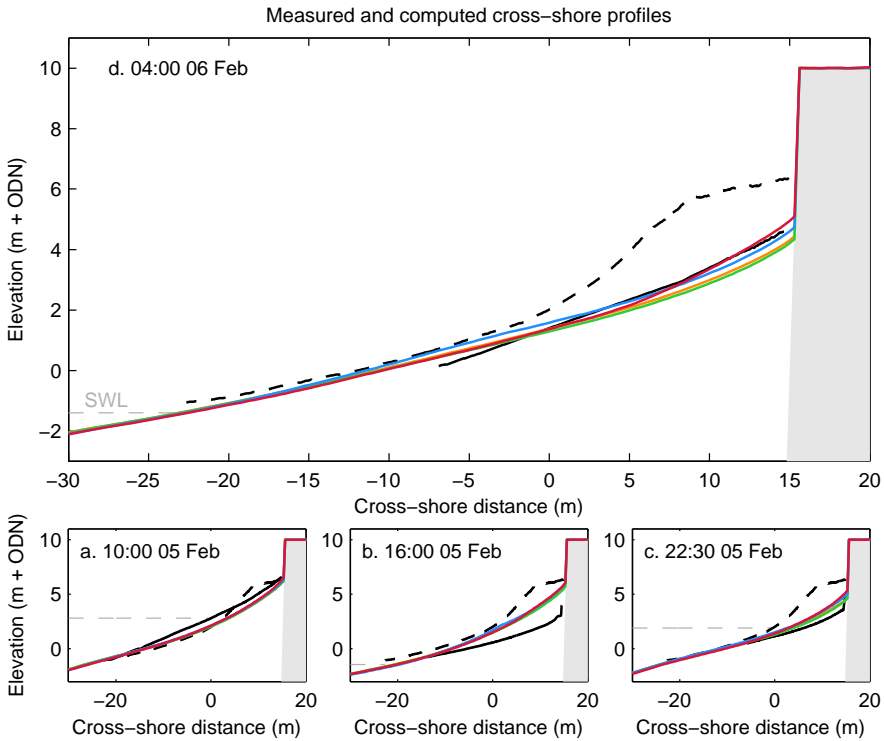 Measured and computed cross−shore profiles
d. 04:00 06 Feb
Elevation (m + ODN)
10
8
6
4
2
0
−2
SWL
−30 −25 −20 −15 −10 −5 0 5 10 15 20
Cross−shore distance (m)
a. 10:00 05 Feb
b. 16:00 05 Feb
c. 22:30 05 Feb
Elevation (m + ODN)
10 10 10
5 5 5
0 0 0
−20 0 20 −20 0 20 −20 0 20
Cross−shore distance (m)
Cross−shore distance (m)
Cross−shore distance (m)